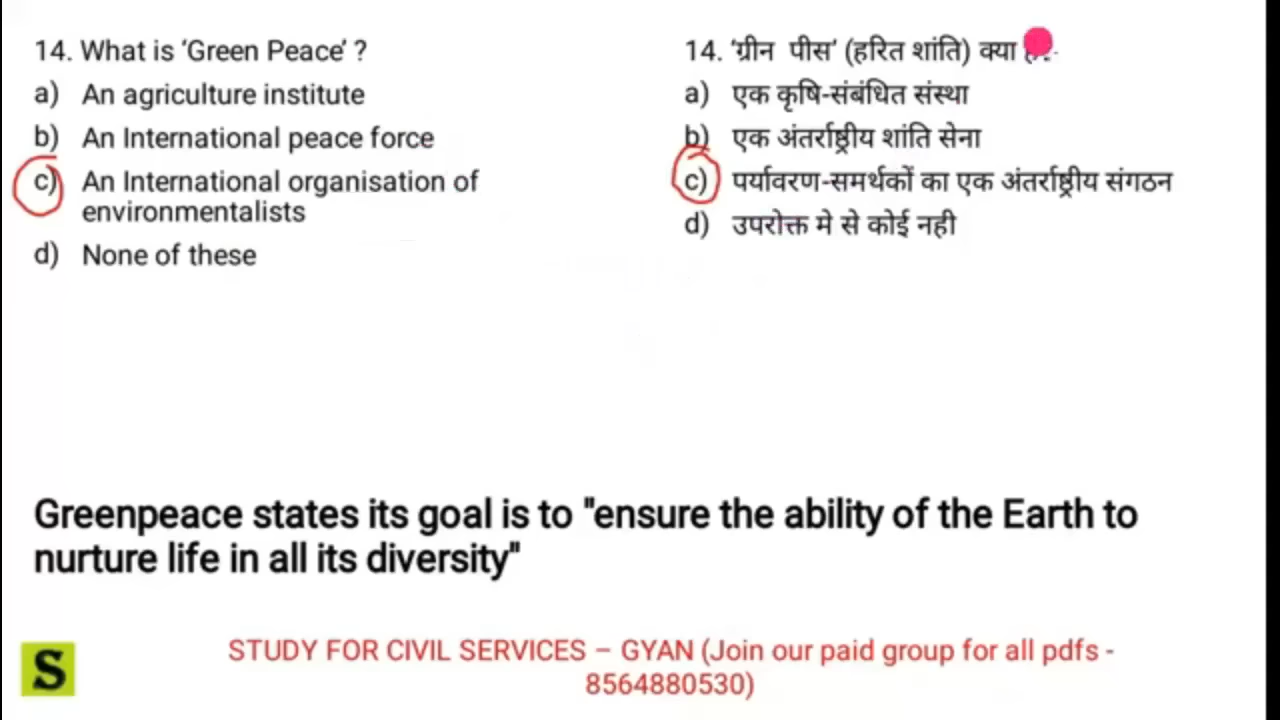 14. What is ‘Green Peace’ ?
a) An agriculture institute
b) An International peace force
c) An International organisation of
environmentalists
d) None of these
14. ‘ग्रीन पीस’ (हरित शांति) क्या
a) एक कृषि-संबंधित संस्था
b) एक अंतर्राष्ट्रीय शांति सेना
c) पर्यावरण-समर्थकों का एक अंतर्राष्ट्रीय संगठन
d) उपरोक्त मे से कोई नही
Greenpeace states its goal is to "ensure the ability of the Earth to
nurture life in all its diversity"
S
STUDY FOR CIVIL SERVICES – GYAN (Join our paid group for all pdfs -
8564880530)